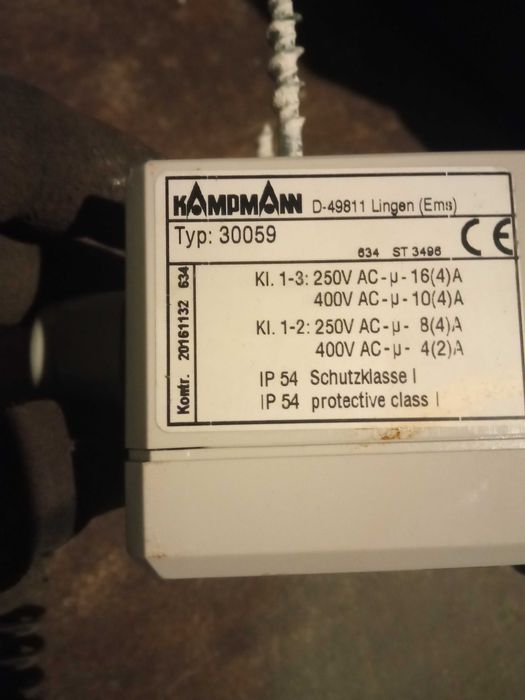 KAMPMANN D-49811 Lingen (Ems)
Typ: 30059
634 ST 3496 CE
Kontr. 20161132 634
Kl. 1-3: 250V AC-μ-16(4)A
400V AC-μ-10(4)A
Kl. 1-2: 250V AC-μ- 8(4)A
400V AC-μ- 4(2)A
IP 54 Schutzklasse I
IP 54 protective class I